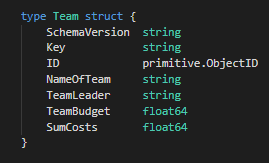 type Team struct {
    SchemaVersion  string
    Key            string
    ID             primitive.ObjectID
    NameOfTeam     string
    TeamLeader     string
    TeamBudget     float64
    SumCosts       float64
}